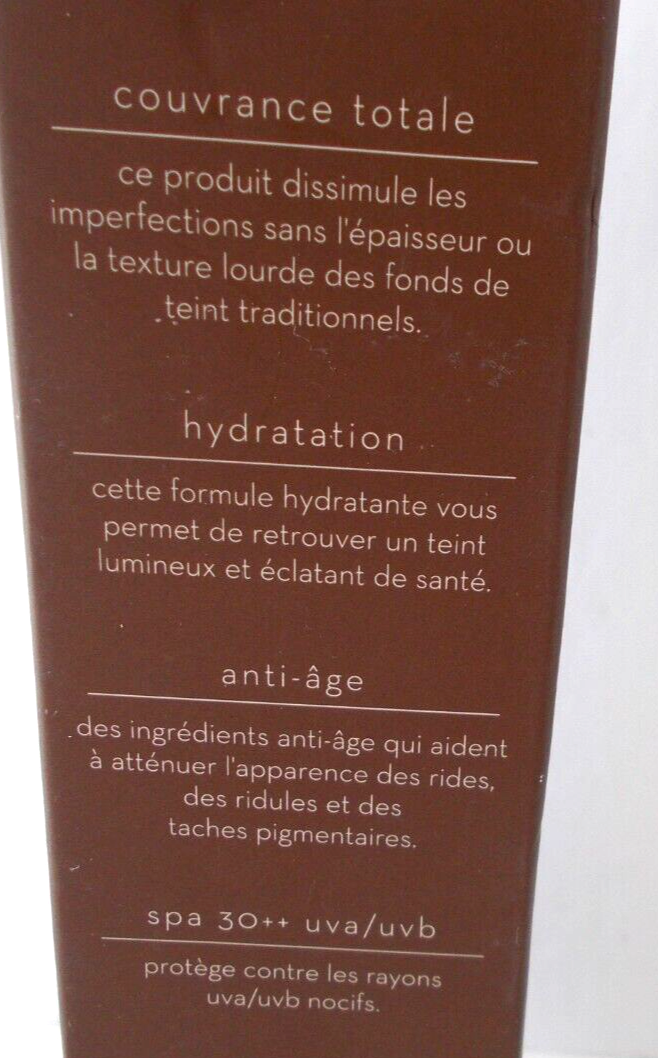 couvrance totale
ce produit dissimule les
imperfections sans l'épaisseur ou
la texture lourde des fonds de
teint traditionnels.
hydratation
cette formule hydratante vous
permet de retrouver un teint
lumineux et éclatant de santé.
anti-âge
des ingrédients anti-âge qui aident
à atténuer l'apparence des rides,
des ridules et des
taches pigmentaires.
spa 30++ uva/uvb
protège contre les rayons
uva/uvb nocifs.